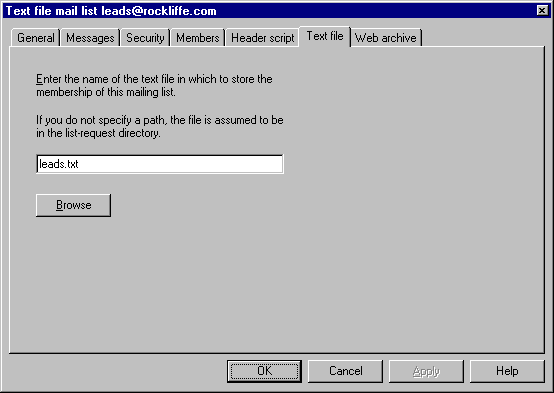 Text file mail list leads@rockliffe.com
General Messages Security Members Header script Text file Web archive
Enter the name of the text file in which to store the
membership of this mailing list.
If you do not specify a path, the file is assumed to be
in the list-request directory.
leads.txt
Browse
OK Cancel Apply Help